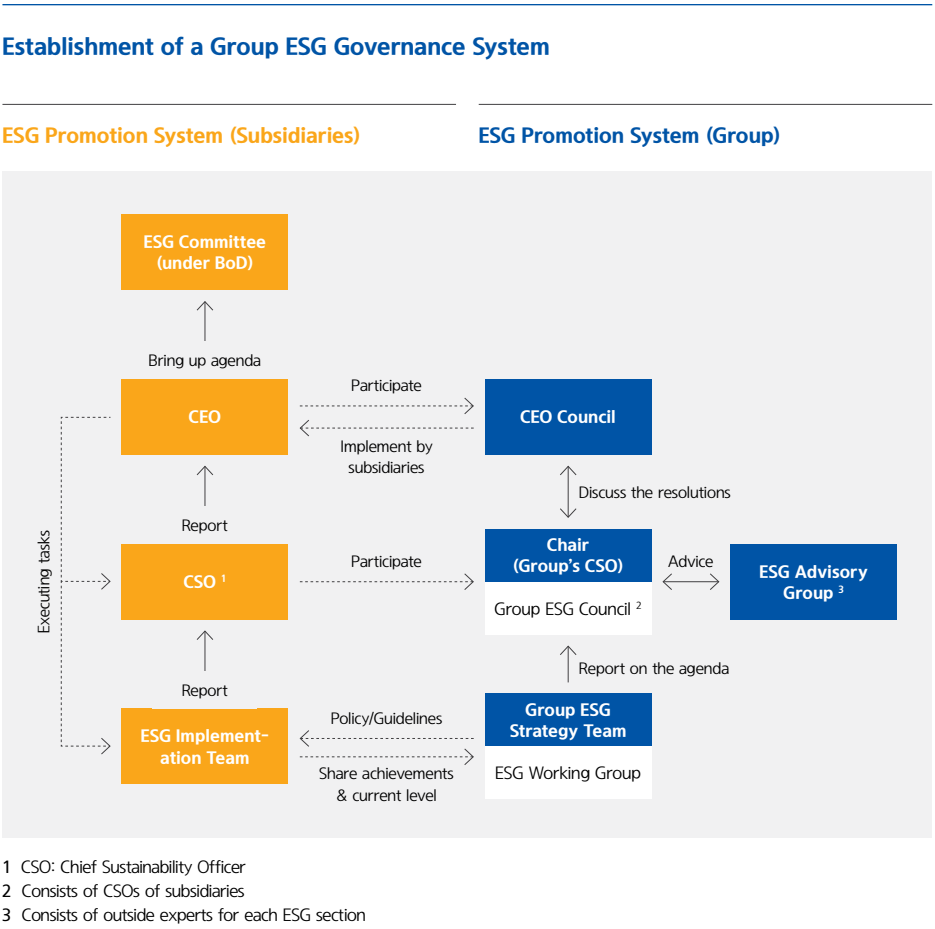 Establishment of a Group ESG Governance System
ESG Promotion System (Subsidiaries)
ESG Promotion System (Group)
ESG Committee
(under BoD)
Bring up agenda
CEO
Participate
Implement by
subsidiaries
CEO Council
Discuss the resolutions
Report
Executing tasks
CSO 1
Participate
Chair
(Group's CSO)
Group ESG Council 2
Advice
ESG Advisory
Group 3
Report on the agenda
Report
ESG Implement-
ation Team
Policy/Guidelines
Share achievements
& current level
Group ESG
Strategy Team
ESG Working Group
1 CSO: Chief Sustainability Officer
2 Consists of CSOs of subsidiaries
3 Consists of outside experts for each ESG section